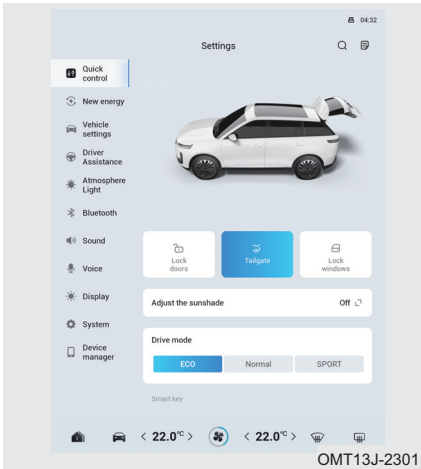 04:32
Settings
Quick
control
New energy
Vehicle
settings
Driver
Assistance
Atmosphere
Light
Bluetooth
Sound
Voice
Display
System
Device
manager
Lock
doors
Tailgate
Lock
windows
Adjust the sunshade
Off
Drive mode
ECO
Normal
SPORT
Smart key
< 22.0°C >
< 22.0°C >
OMT13J-2301